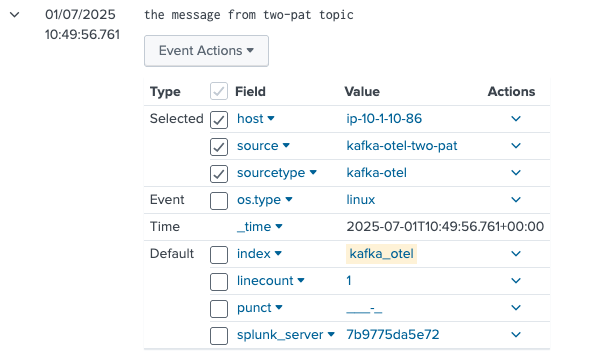 01/07/2025 the message from two-pat topic
10:49:56.761
Event Actions
Type Field Value Actions
Selected host ip-10-1-10-86
source kafka-otel-two-pat
sourcetype kafka-otel
Event os.type linux
Time _time 2025-07-01T10:49:56.761+00:00
Default index kafka_otel
linecount 1
punct ____-_
splunk_server 7b9775da5e72